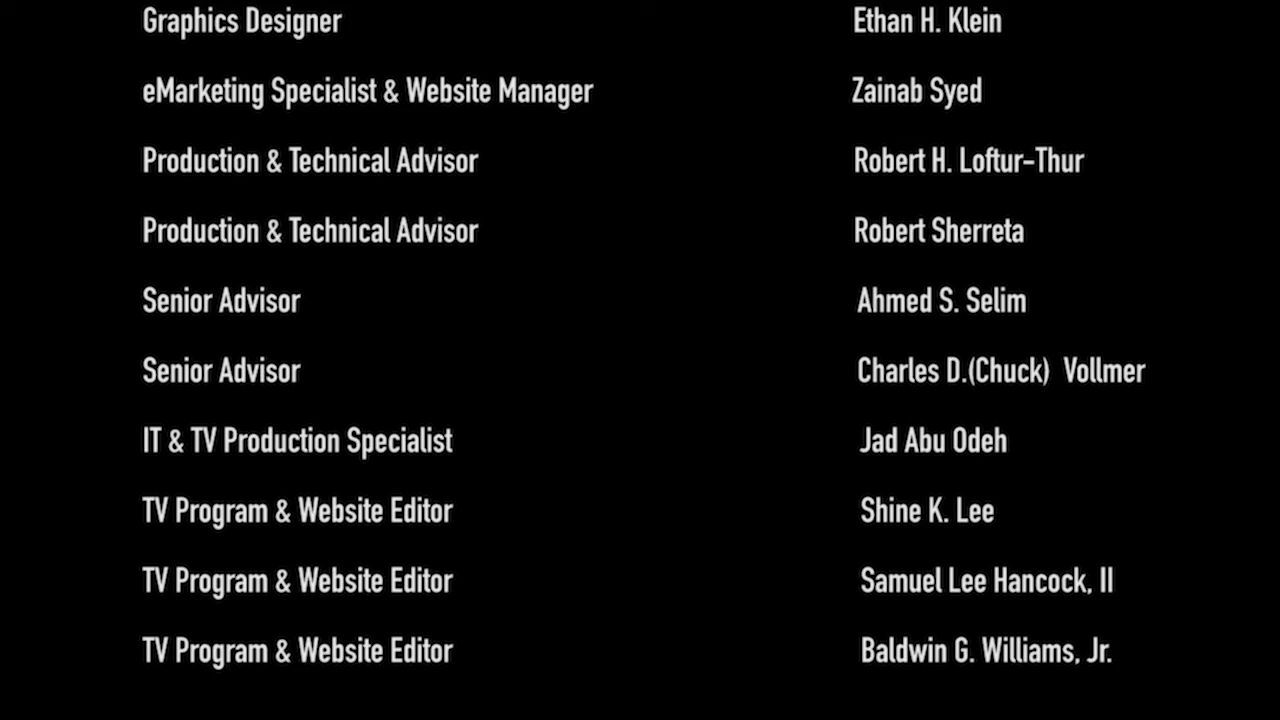 Graphics Designer Ethan H. Klein
eMarketing Specialist & Website Manager Zainab Syed
Production & Technical Advisor Robert H. Loftur-Thur
Production & Technical Advisor Robert Sherreta
Senior Advisor Ahmed S. Selim
Senior Advisor Charles D.(Chuck)  Vollmer
IT & TV Production Specialist Jad Abu Odeh
TV Program & Website Editor Shine K. Lee
TV Program & Website Editor Samuel Lee Hancock, II
TV Program & Website Editor Baldwin G. Williams, Jr.